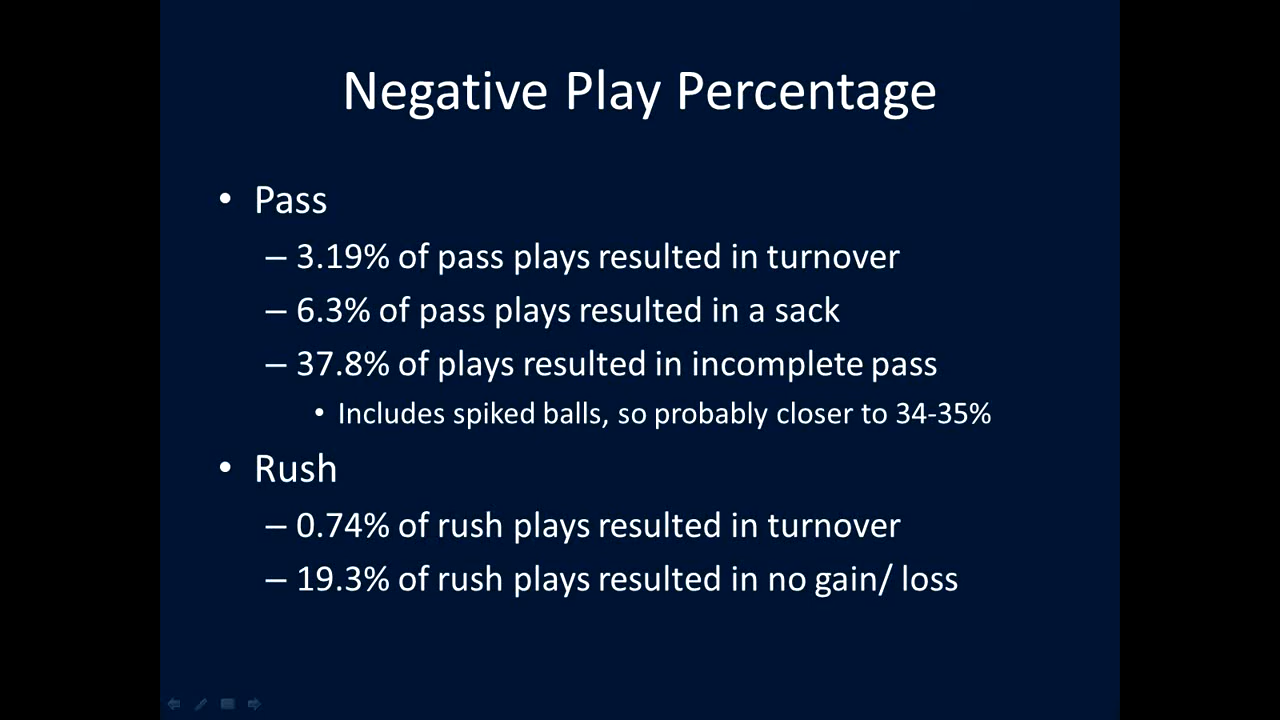 Negative Play Percentage
• Pass
– 3.19% of pass plays resulted in turnover
– 6.3% of pass plays resulted in a sack
– 37.8% of plays resulted in incomplete pass
• Includes spiked balls, so probably closer to 34-35%
• Rush
– 0.74% of rush plays resulted in turnover
– 19.3% of rush plays resulted in no gain/ loss